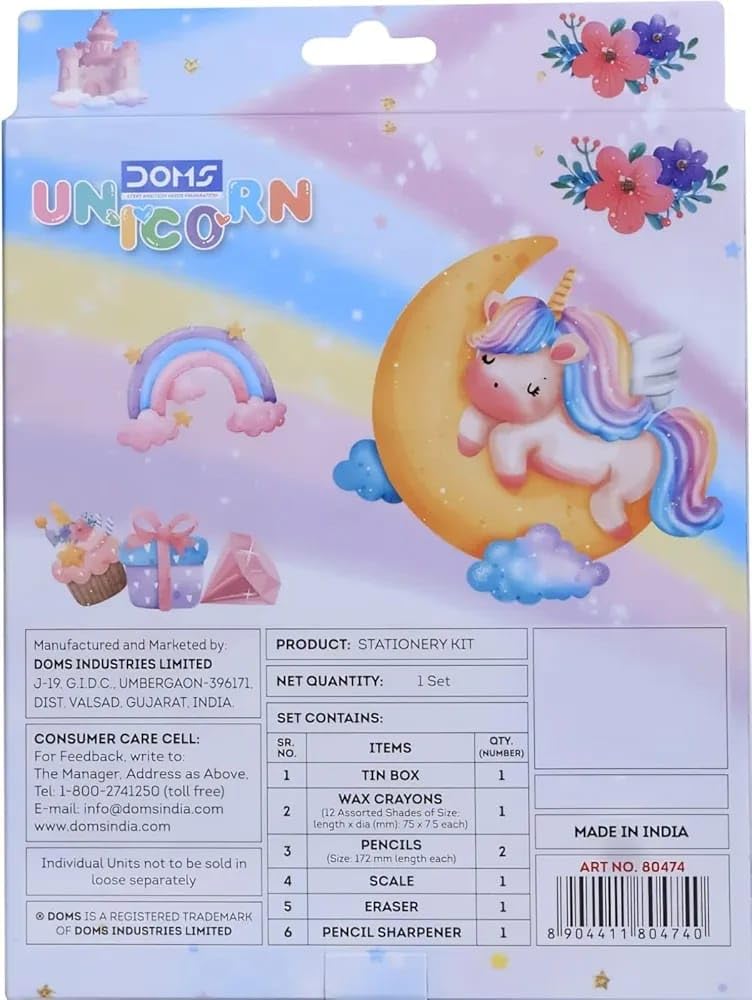 DOMS
UNICORN
Manufactured and Marketed by:
DOMS INDUSTRIES LIMITED
J-19, G.I.D.C., UMBERGAON-396171,
DIST. VALSAD, GUJARAT, INDIA.
CONSUMER CARE CELL:
For Feedback, write to:
The Manager, Address as Above,
Tel: 1-800-2741250 (toll free)
E-mail: info@domsindia.com
www.domsindia.com
Individual Units not to be sold in
loose separately
® DOMS IS A REGISTERED TRADEMARK
OF DOMS INDUSTRIES LIMITED
PRODUCT: STATIONERY KIT
NET QUANTITY: 1 Set
SET CONTAINS:
SR. NO. ITEMS QTY. (NUMBER)
1 TIN BOX 1
2 WAX CRAYONS 1
(12 Assorted Shades of Size:
length x dia (mm): 75 x 7.5 each)
3 PENCILS 2
(Size: 172 mm length each)
4 SCALE 1
5 ERASER 1
6 PENCIL SHARPENER 1
MADE IN INDIA
ART NO. 80474
8 904411 804740